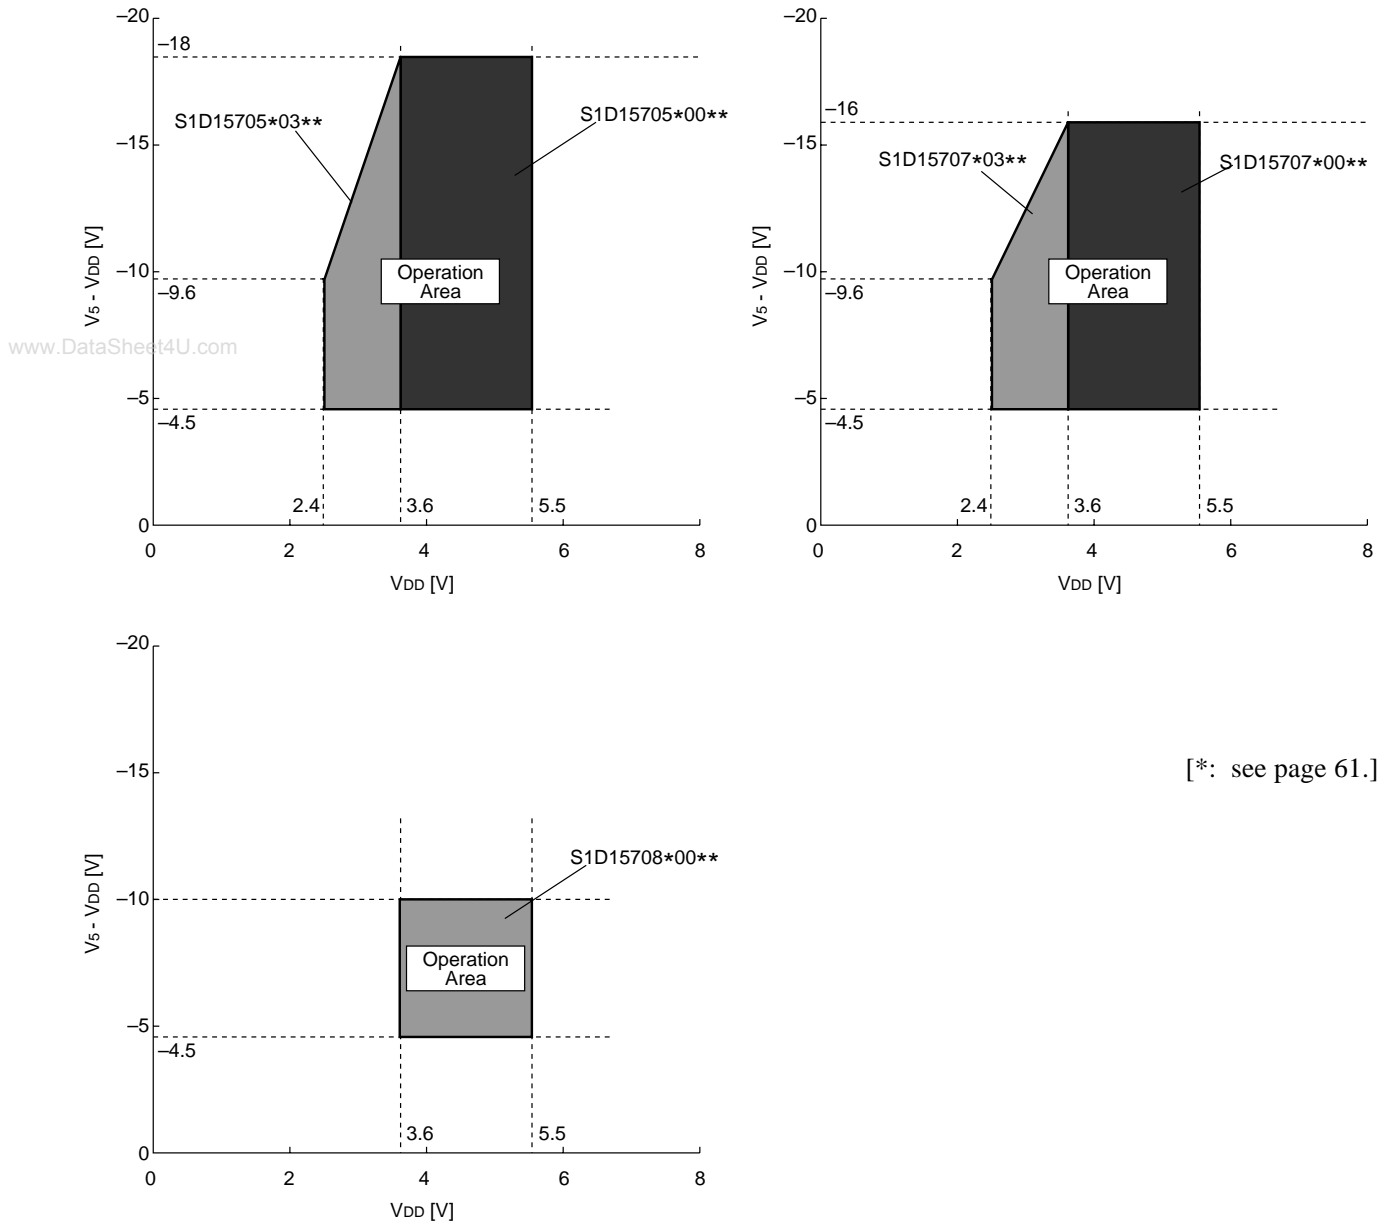 –20
–18
S1D15705*03**
S1D15705*00**
–15
V5 - VDD [V]
–10
–9.6
Operation
Area
www.DataSheet4U.com
–5
–4.5
2.4
3.6
5.5
0
0
2
4
6
8
VDD [V]
–20
–16
–15
S1D15707*03**
S1D15707*00**
V5 - VDD [V]
–10
–9.6
Operation
Area
–5
–4.5
2.4
3.6
5.5
0
0
2
4
6
8
VDD [V]
–20
–15
[*: see page 61.]
S1D15708*00**
V5 - VDD [V]
–10
Operation
Area
–5
–4.5
3.6
5.5
0
0
2
4
6
8
VDD [V]